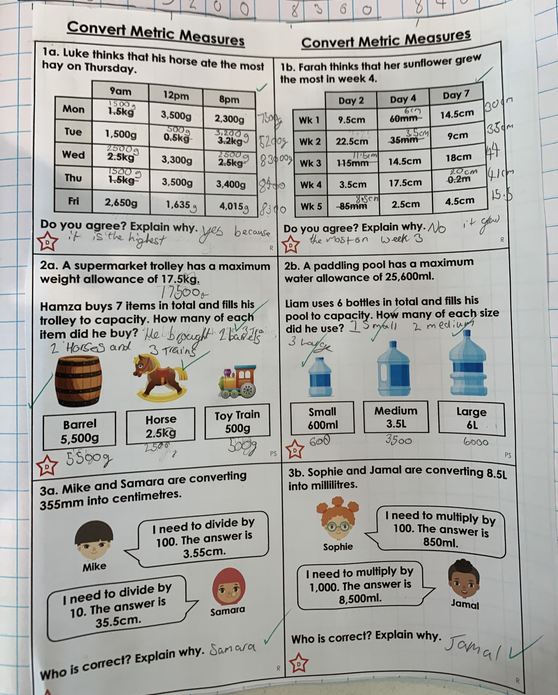 8 3 6 0 8 4 0
Convert Metric Measures
1a. Luke thinks that his horse ate the most
hay on Thursday.
9am 12pm 8pm
1500g
Mon 1.5kg 3,500g 2,300g
500g 3,200g
Tue 1,500g 0.5kg 3.2kg 5200g
2500g 2500g
Wed 2.5kg 3,300g 2.5kg 8300g
1500g
Thu 1.5kg 3,500g 3,400g 8400
Fri 2,650g 1,635g 4,015g 8300
Do you agree? Explain why. yes because
it is the highest
D
R
Convert Metric Measures
1b. Farah thinks that her sunflower grew
the most in week 4.
Day 2 Day 4 Day 7
6cm
Wk 1 9.5cm 60mm 14.5cm 30cm
3.5cm
Wk 2 22.5cm 35mm 9cm 35cm
11.5cm
Wk 3 115mm 14.5cm 18cm 44
20cm
Wk 4 3.5cm 17.5cm 0.2m 41cm
8.5cm
Wk 5 85mm 2.5cm 4.5cm 15.5
Do you agree? Explain why. No it grew
the most on week 3
D
R
2a. A supermarket trolley has a maximum
weight allowance of 17.5kg.
17500g
Hamza buys 7 items in total and fills his
trolley to capacity. How many of each
item did he buy? He brought 2 barrels
2 Horses and 3 Trains
Barrel
5,500g
Horse
2.5kg
Toy Train
500g
5500g 2500g 500g
D
PS
2b. A paddling pool has a maximum
water allowance of 25,600ml.
Liam uses 6 bottles in total and fills his
pool to capacity. How many of each size
did he use? 1 Small 2 medium
3 Large
Small
600ml
Medium
3.5L
Large
6L
600 3500 6000
D
PS
3a. Mike and Samara are converting
355mm into centimetres.
I need to divide by
100. The answer is
3.55cm.
Mike
I need to divide by
10. The answer is
35.5cm.
Samara
Who is correct? Explain why. Samara
R
3b. Sophie and Jamal are converting 8.5L
into millilitres.
I need to multiply by
100. The answer is
850ml.
Sophie
I need to multiply by
1,000. The answer is
8,500ml.
Jamal
Who is correct? Explain why. Jamal
D
R